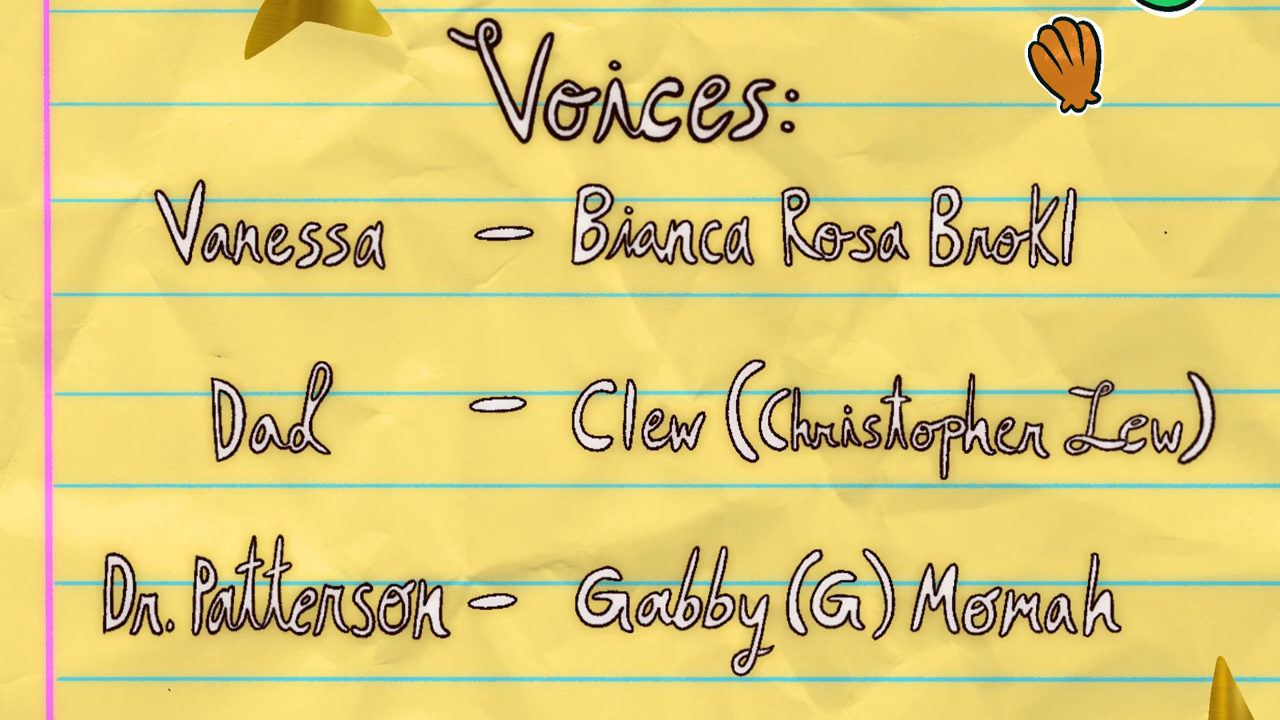 Voices:
Vanessa - Bianca Rosa Brokl
Dad - Clew (Christopher Lew)
Dr. Patterson - Gabby (G) Momah